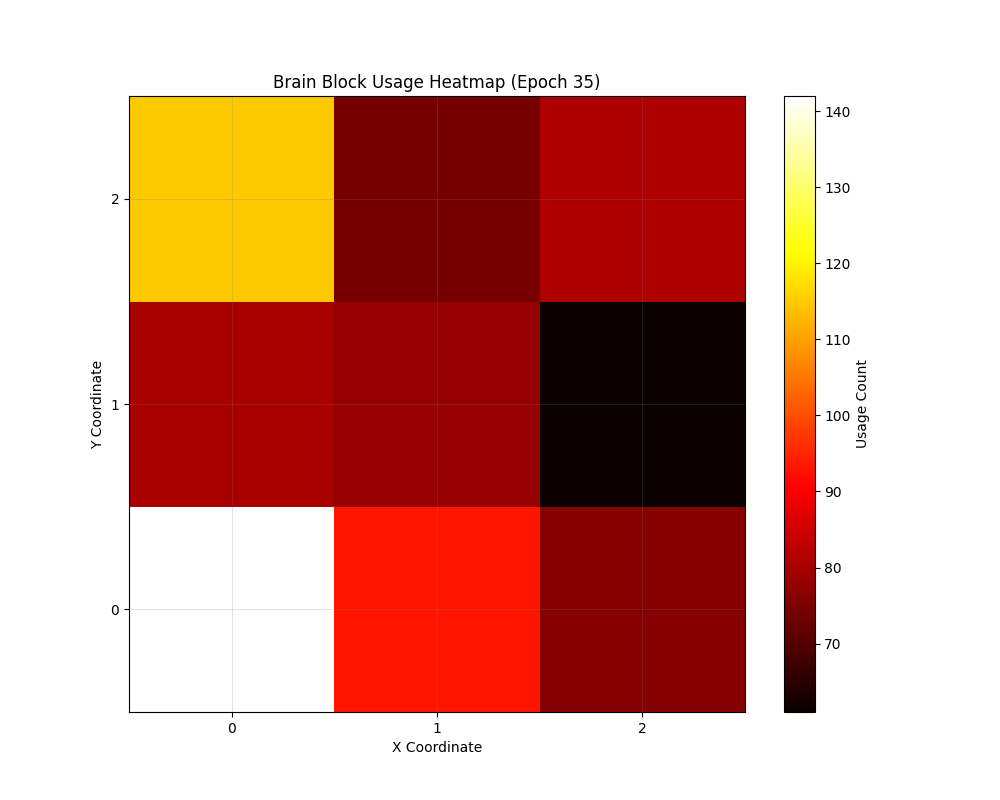 Brain Block Usage Heatmap (Epoch 35)
2
1
0
Y Coordinate
0 1 2
X Coordinate
140
130
120
110
100
90
80
70
Usage Count